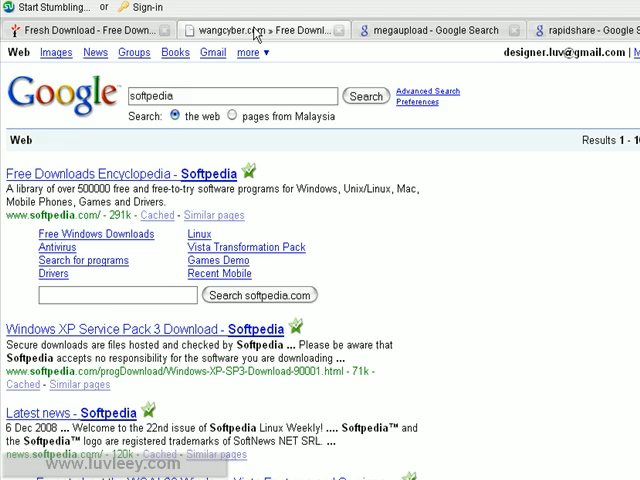 Start Stumbling... Sign-in
Fresh Download - Free Down... wangcyber.com » Free Downl... megaupload - Google Search rapidshare - Google S
Web Images News Groups Books Gmail more ▼ designer.luv@gmail.com | M
Google softpedia Search Advanced Search
Preferences
Search: the web pages from Malaysia
Web Results 1 - 10
Free Downloads Encyclopedia - Softpedia
A library of over 500000 free and free-to-try software programs for Windows, Unix/Linux, Mac,
Mobile Phones, Games and Drivers.
www.softpedia.com/ - 291k - Cached - Similar pages
Free Windows Downloads Linux
Antivirus Vista Transformation Pack
Search for programs Games Demo
Drivers Recent Mobile
Search softpedia.com
Windows XP Service Pack 3 Download - Softpedia
Secure downloads are files hosted and checked by Softpedia ... Please be aware that
Softpedia accepts no responsibility for the software you are downloading ...
www.softpedia.com/progDownload/Windows-XP-SP3-Download-90001.html - 71k -
Cached - Similar pages
Latest news - Softpedia
6 Dec 2008 ... Welcome to the 22nd issue of Softpedia Linux Weekly! .... Softpedia™ and
the Softpedia™ logo are registered trademarks of SoftNews NET SRL. ...
news.softpedia.com/ - 120k - Cached - Similar pages
www.luvleey.com